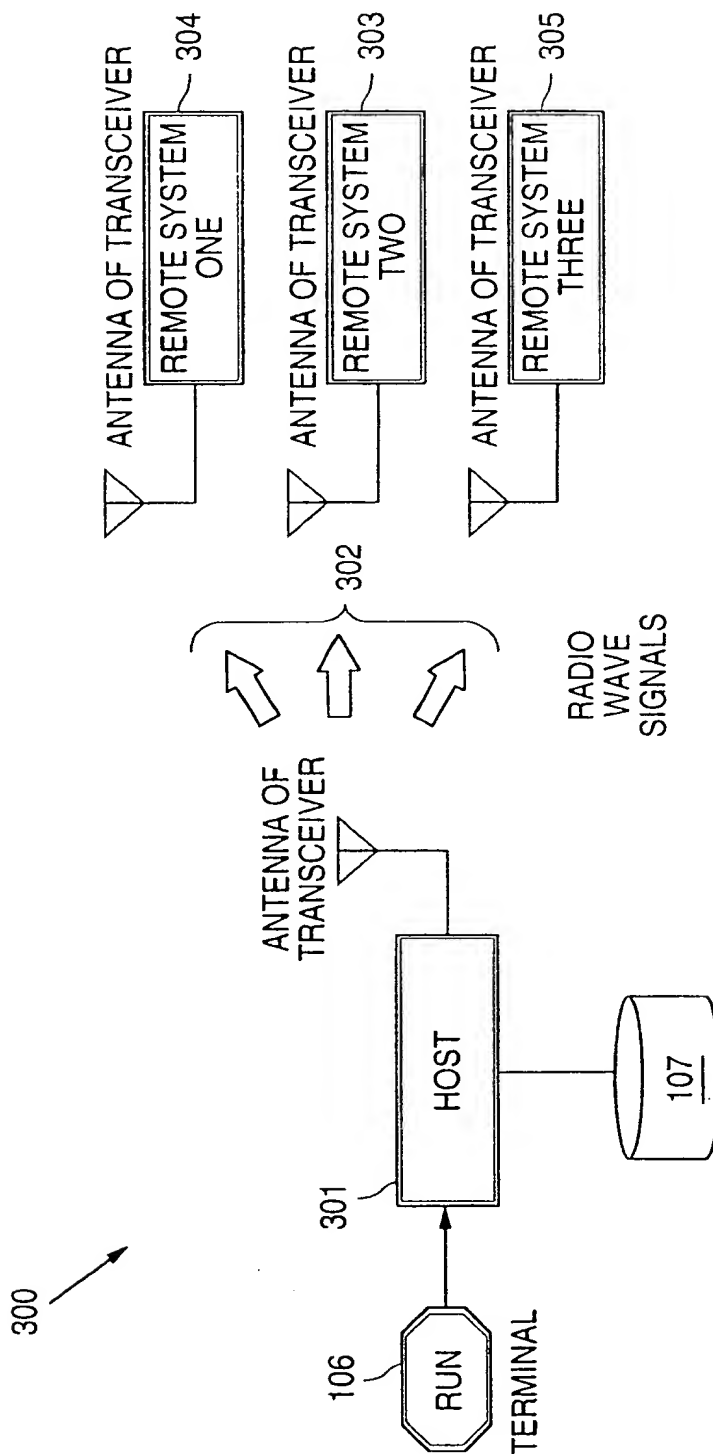 300
106
RUN
TERMINAL
301
HOST
107
ANTENNA OF
TRANSCEIVER
302
RADIO
WAVE
SIGNALS
ANTENNA OF TRANSCEIVER
REMOTE SYSTEM
ONE
304
ANTENNA OF TRANSCEIVER
REMOTE SYSTEM
TWO
303
ANTENNA OF TRANSCEIVER
REMOTE SYSTEM
THREE
305